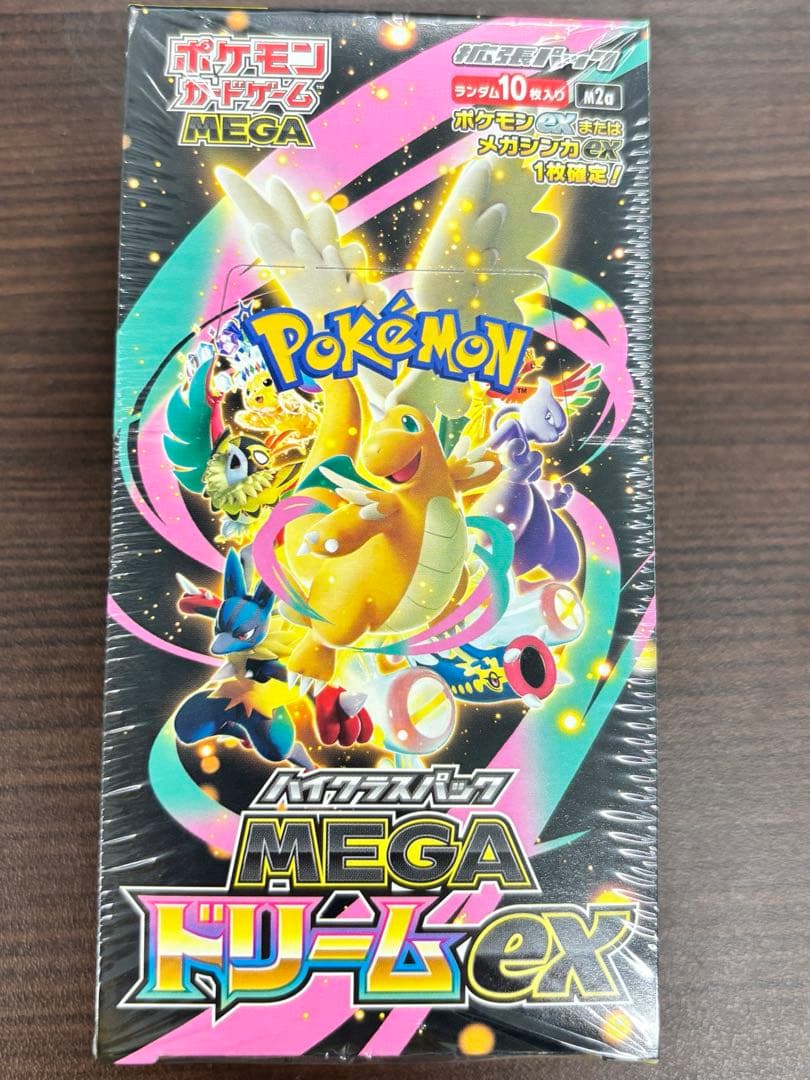 ポケモン
カードゲーム™
MEGA
拡張パック
ランダム10枚入り M2a
ポケモンexまたは
メガシンカex
1枚確定!
POKÉMON™
ハイクラスパック
MEGA
ドリームex